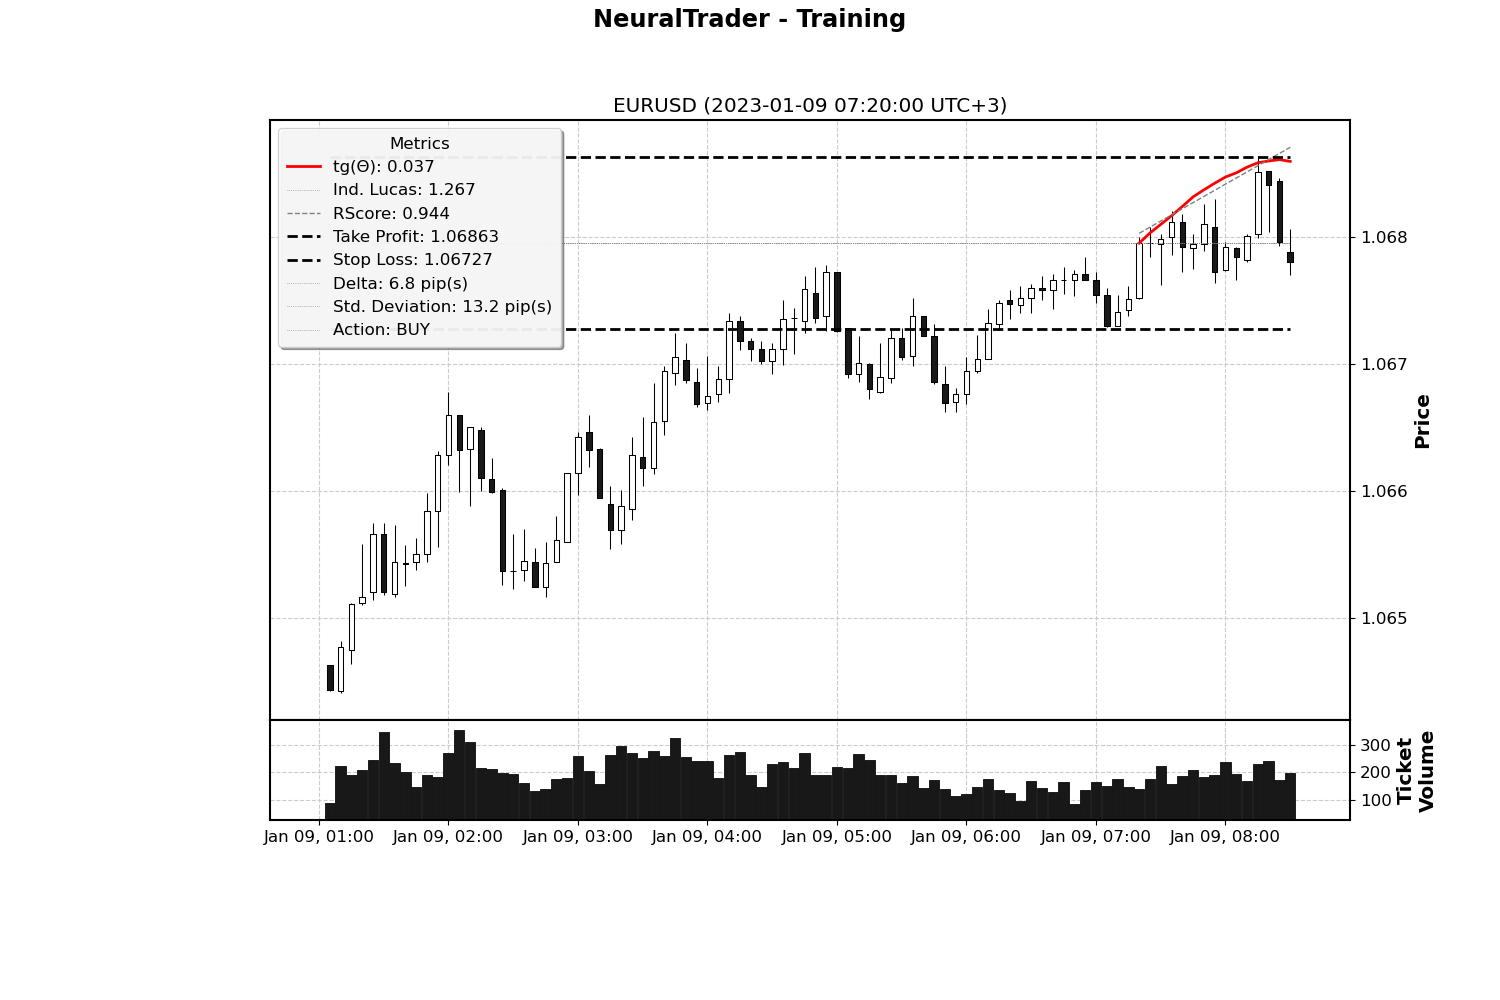 NeuralTrader - Training
EURUSD (2023-01-09 07:20:00 UTC+3)
Metrics
tg(Θ): 0.037
Ind. Lucas: 1.267
RScore: 0.944
Take Profit: 1.06863
Stop Loss: 1.06727
Delta: 6.8 pip(s)
Std. Deviation: 13.2 pip(s)
Action: BUY
1.068
1.067
1.066
1.065
Price
300
200
100
Ticket
Volume
Jan 09, 01:00 Jan 09, 02:00 Jan 09, 03:00 Jan 09, 04:00 Jan 09, 05:00 Jan 09, 06:00 Jan 09, 07:00 Jan 09, 08:00